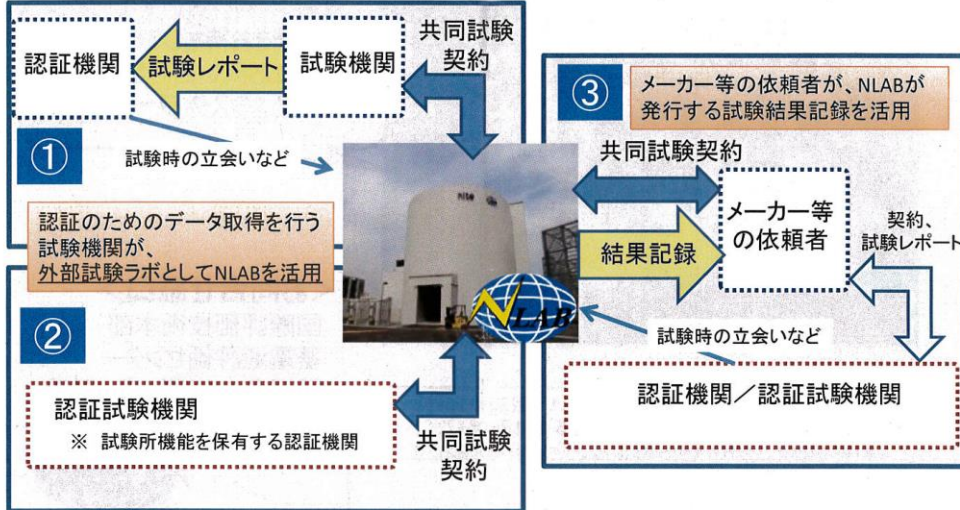 認証機関
試験レポート
試験機関
共同試験
契約
①
試験時の立会いなど
認証のためのデータ取得を行う
試験機関が、
外部試験ラボとしてNLABを活用
②
認証試験機関
※ 試験所機能を保有する認証機関
共同試験
契約
nite
NLAB
③
メーカー等の依頼者が、NLABが
発行する試験結果記録を活用
共同試験契約
メーカー等
の依頼者
結果記録
契約、
試験レポート
試験時の立会いなど
認証機関／認証試験機関